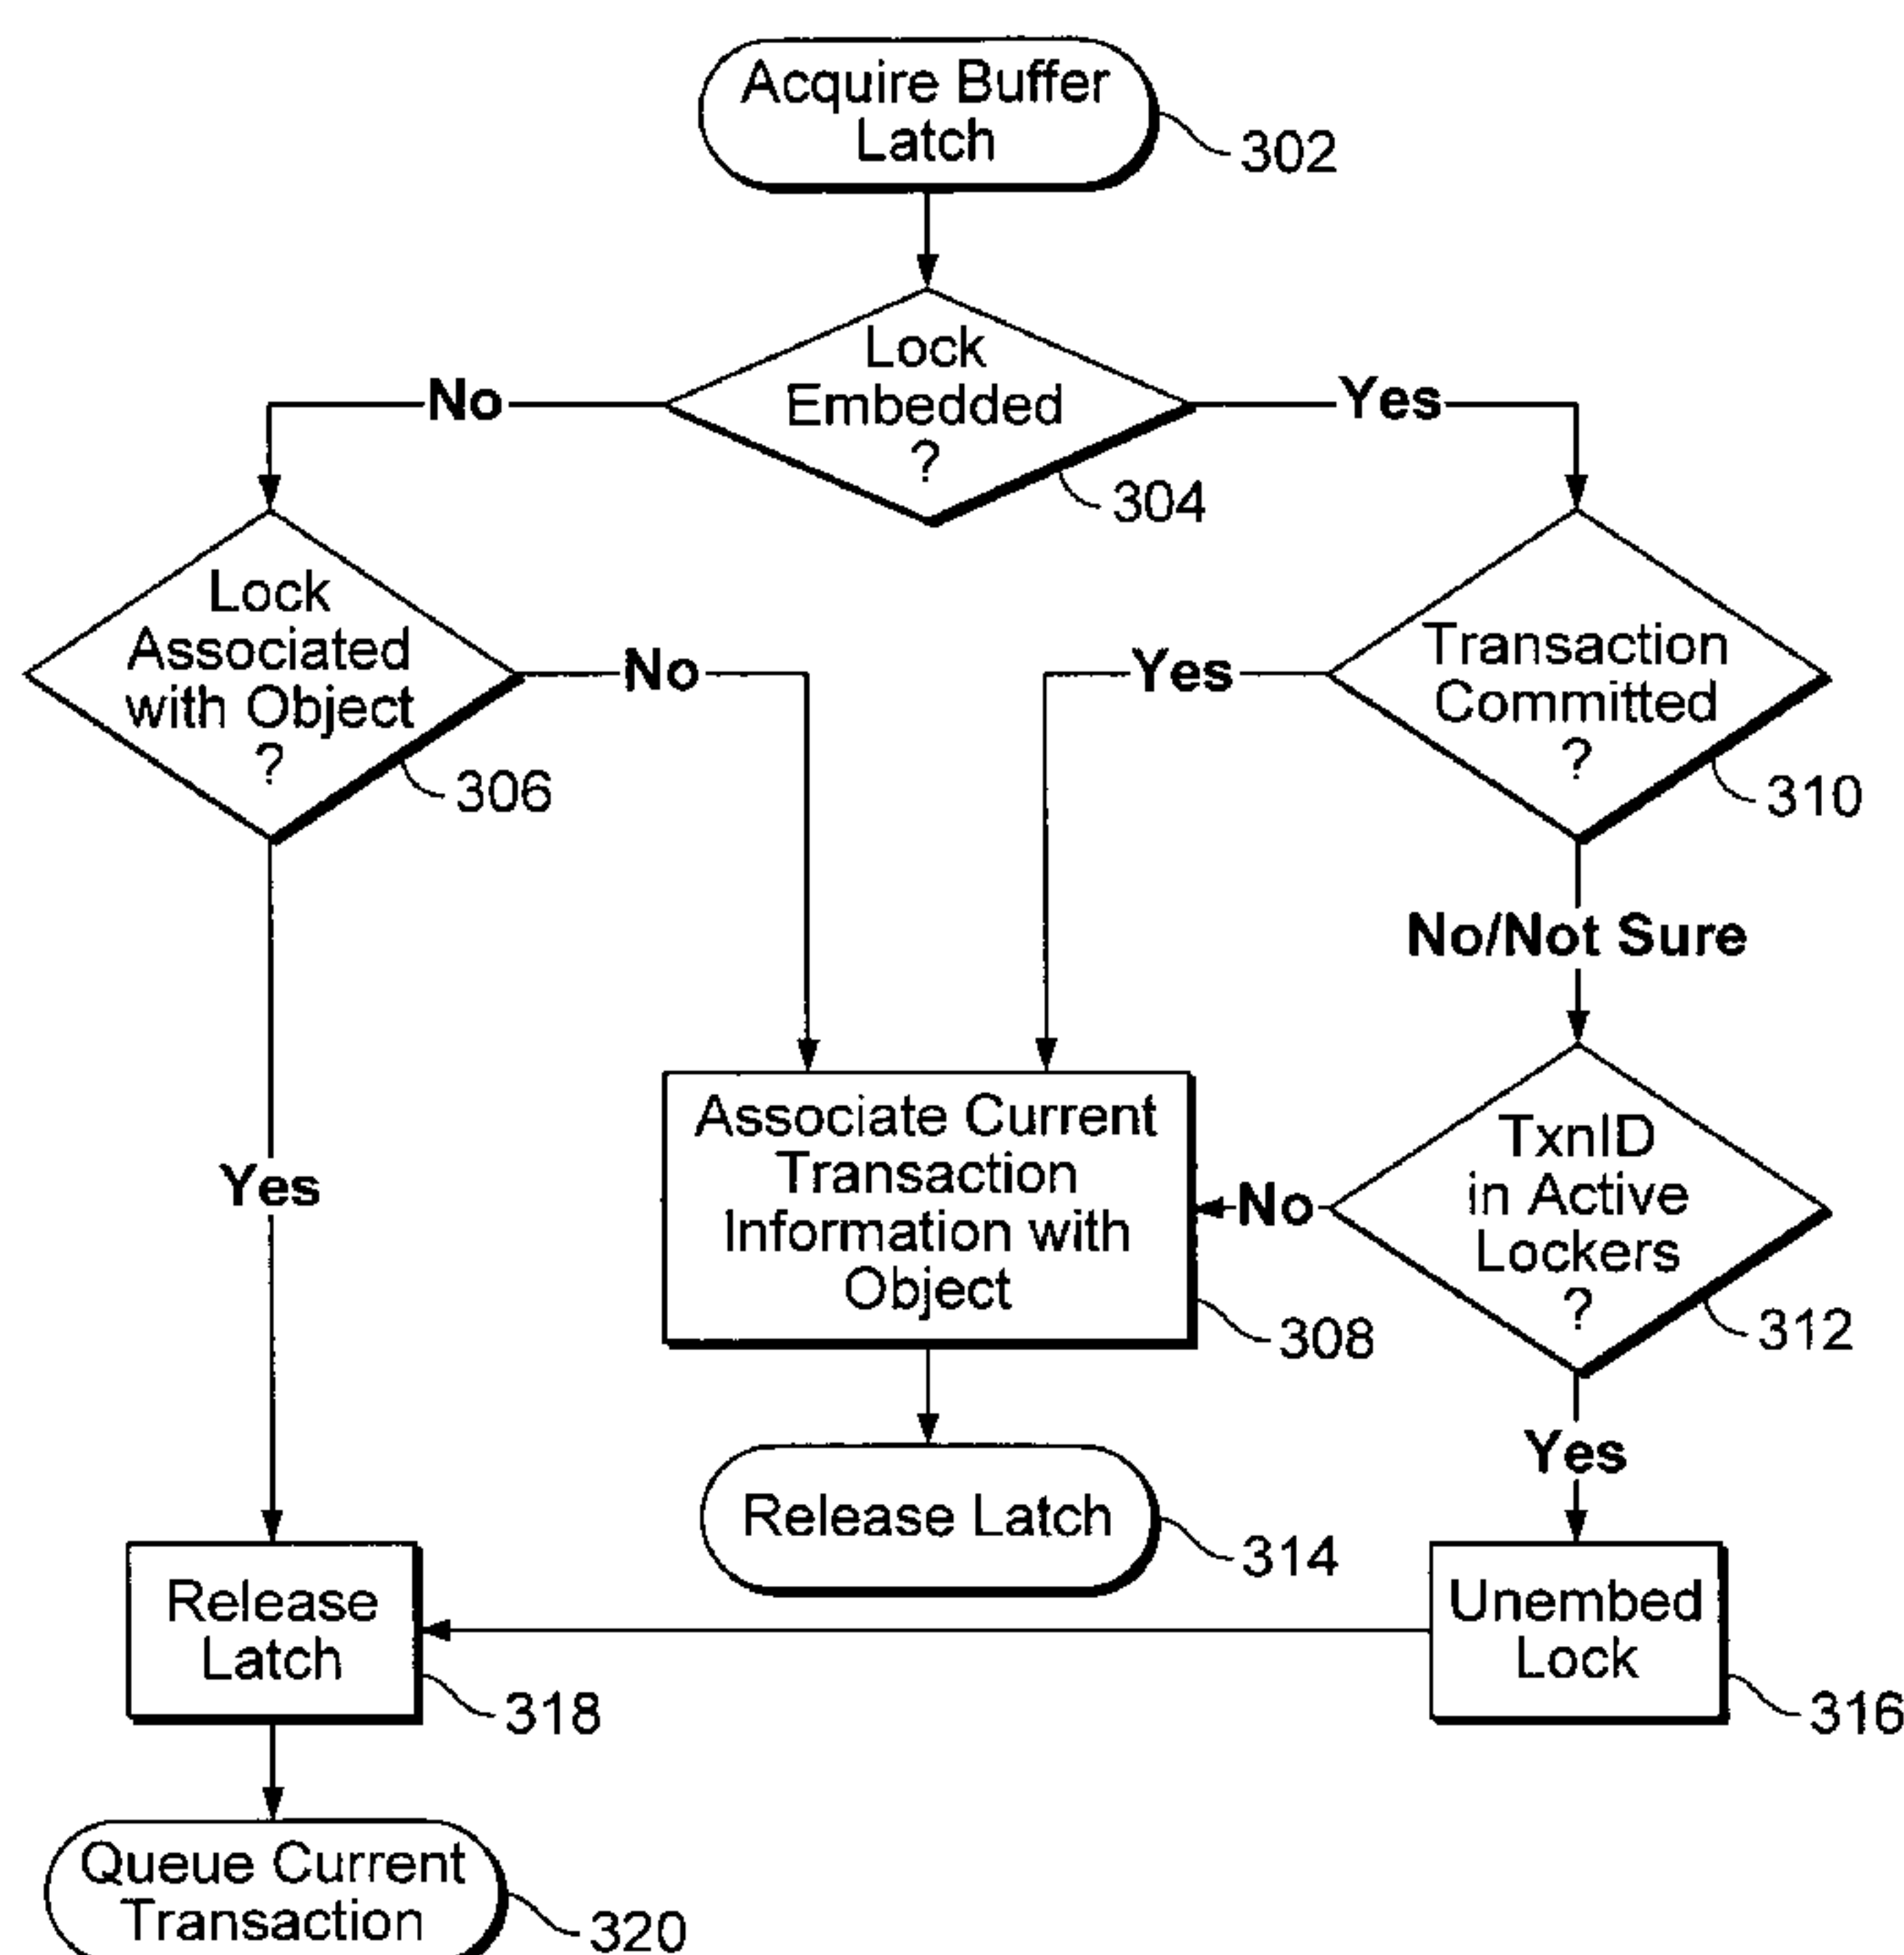 Acquire Buffer
Latch
302
Lock
Embedded
?
304
No
Yes
Lock
Associated
with Object
?
306
No
Yes
Transaction
Committed
?
310
No/Not Sure
Yes
Associate Current
Transaction
Information with
Object
308
No
TxnID
in Active
Lockers
?
312
Yes
Release Latch
314
Release
Latch
318
Unembed
Lock
316
Queue Current
Transaction
320